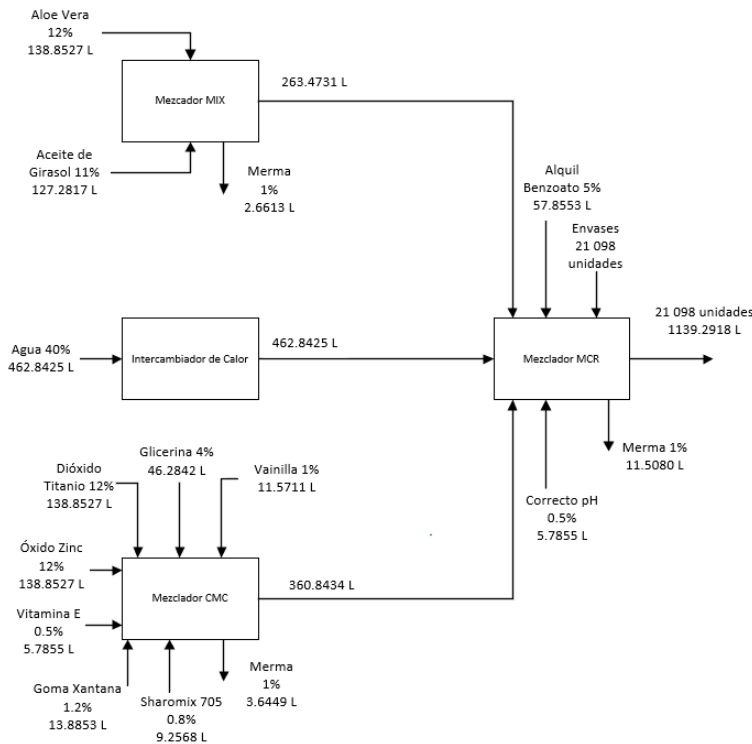 Aloe Vera
12%
138.8527 L
Mezcador MIX
263.4731 L
Aceite de
Girasol 11%
127.2817 L
Merma
1%
2.6613 L
Alquil
Benzoato 5%
57.8553 L
Envases
21 098
unidades
Agua 40%
462.8425 L
Intercambiador de Calor
462.8425 L
Mezclador MCR
21 098 unidades
1139.2918 L
Merma 1%
11.5080 L
Correcto pH
0.5%
5.7855 L
Dióxido
Titanio 12%
138.8527 L
Glicerina 4%
46.2842 L
Vainilla 1%
11.5711 L
Óxido Zinc
12%
138.8527 L
Mezclador CMC
360.8434 L
Vitamina E
0.5%
5.7855 L
Goma Xantana
1.2%
13.8853 L
Sharomix 705
0.8%
9.2568 L
Merma
1%
3.6449 L